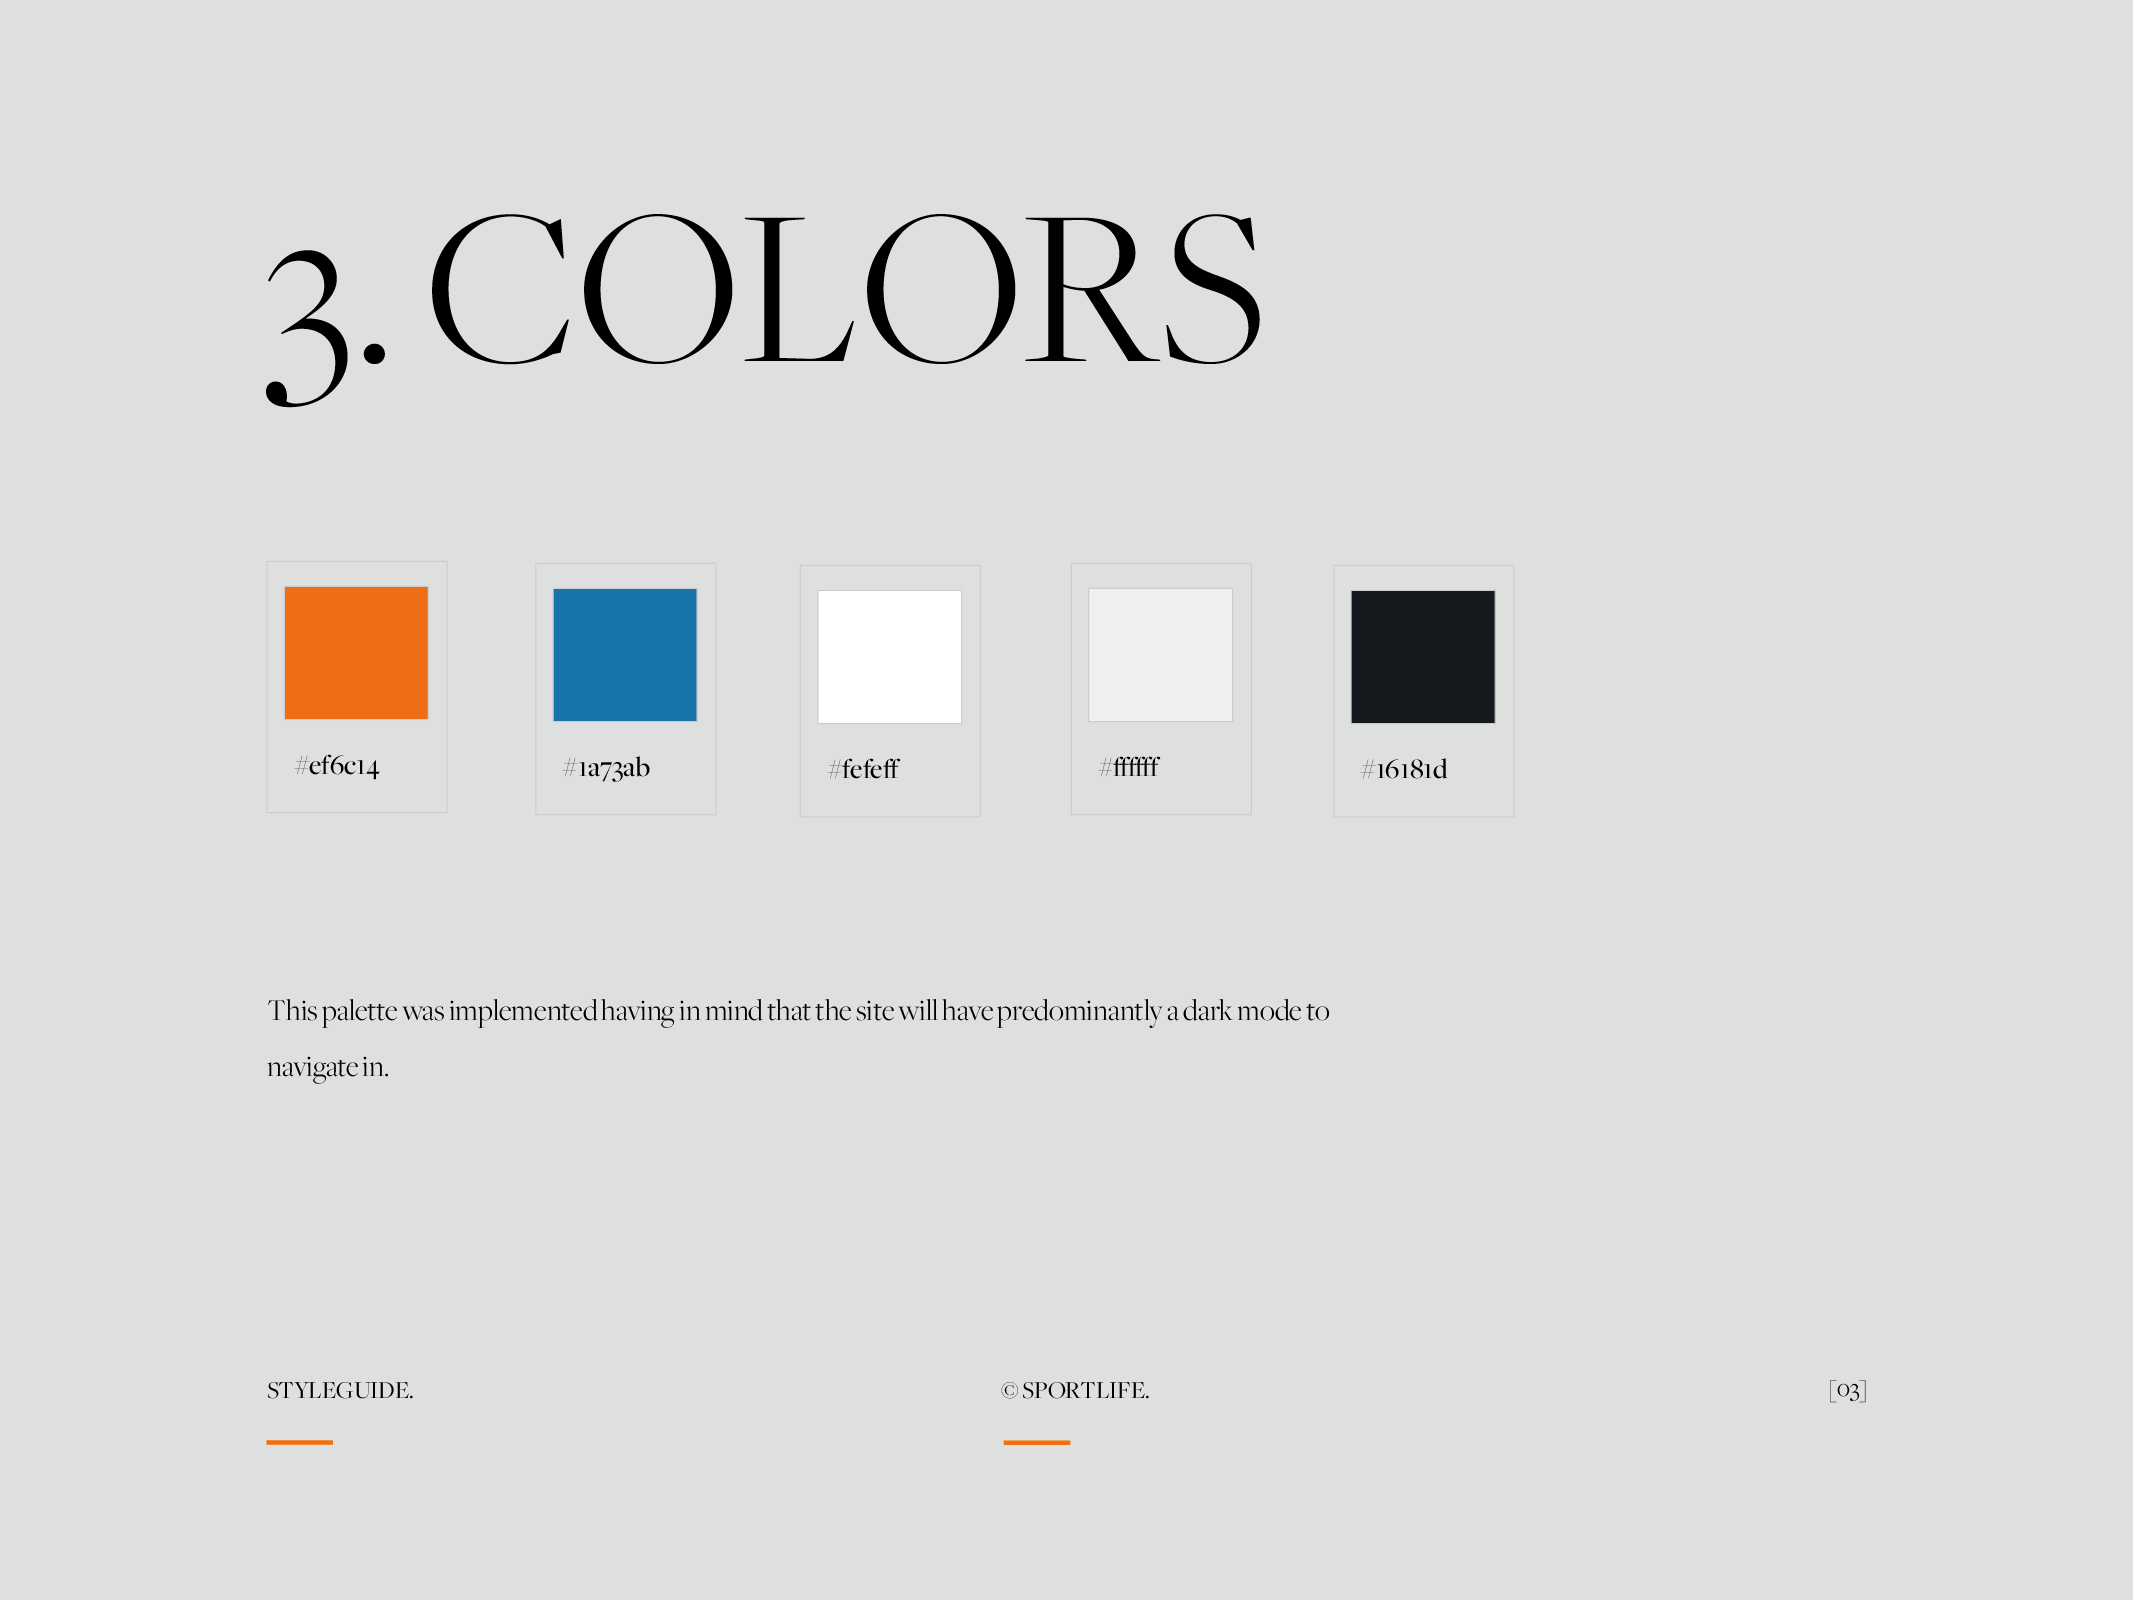 3. COLORS
#ef6c14
#1a73ab
#fefeff
#ffffff
#16181d
This palette was implemented having in mind that the site will have predominantly a dark mode to
navigate in.
STYLEGUIDE.
© SPORTLIFE.
[03]